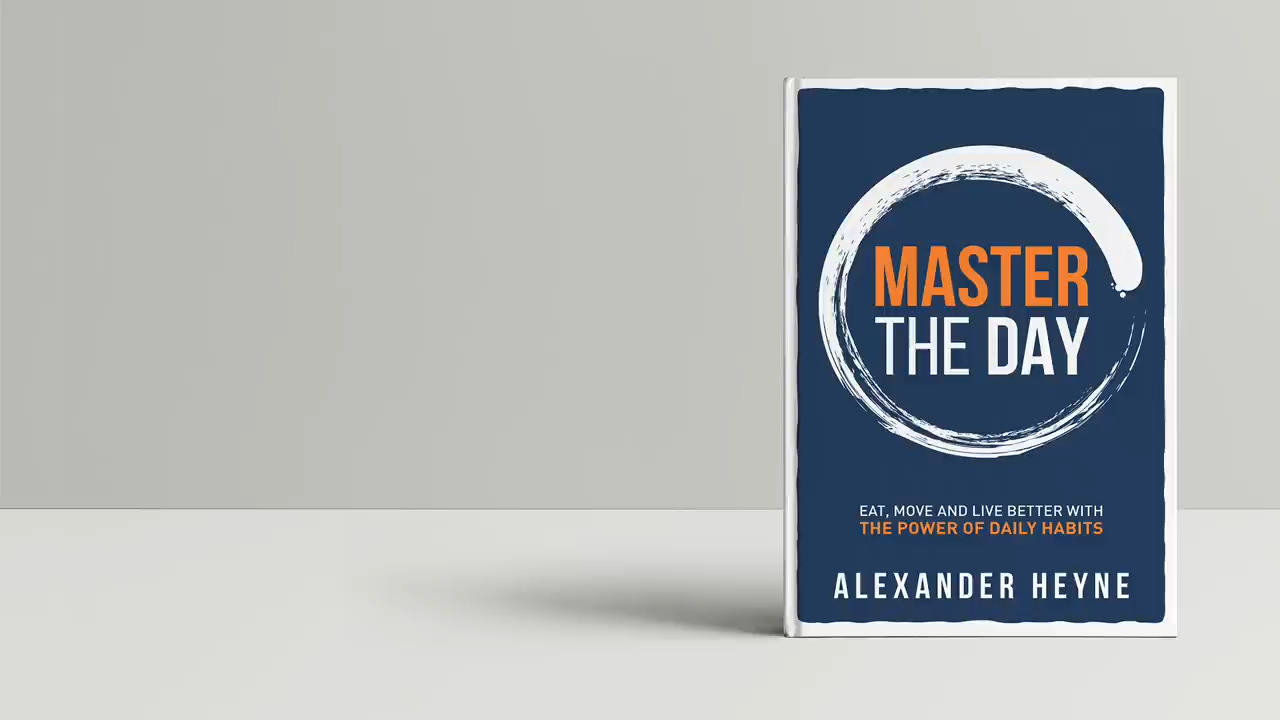 MASTER
THE DAY
EAT, MOVE AND LIVE BETTER WITH
THE POWER OF DAILY HABITS
ALEXANDER HEYNE